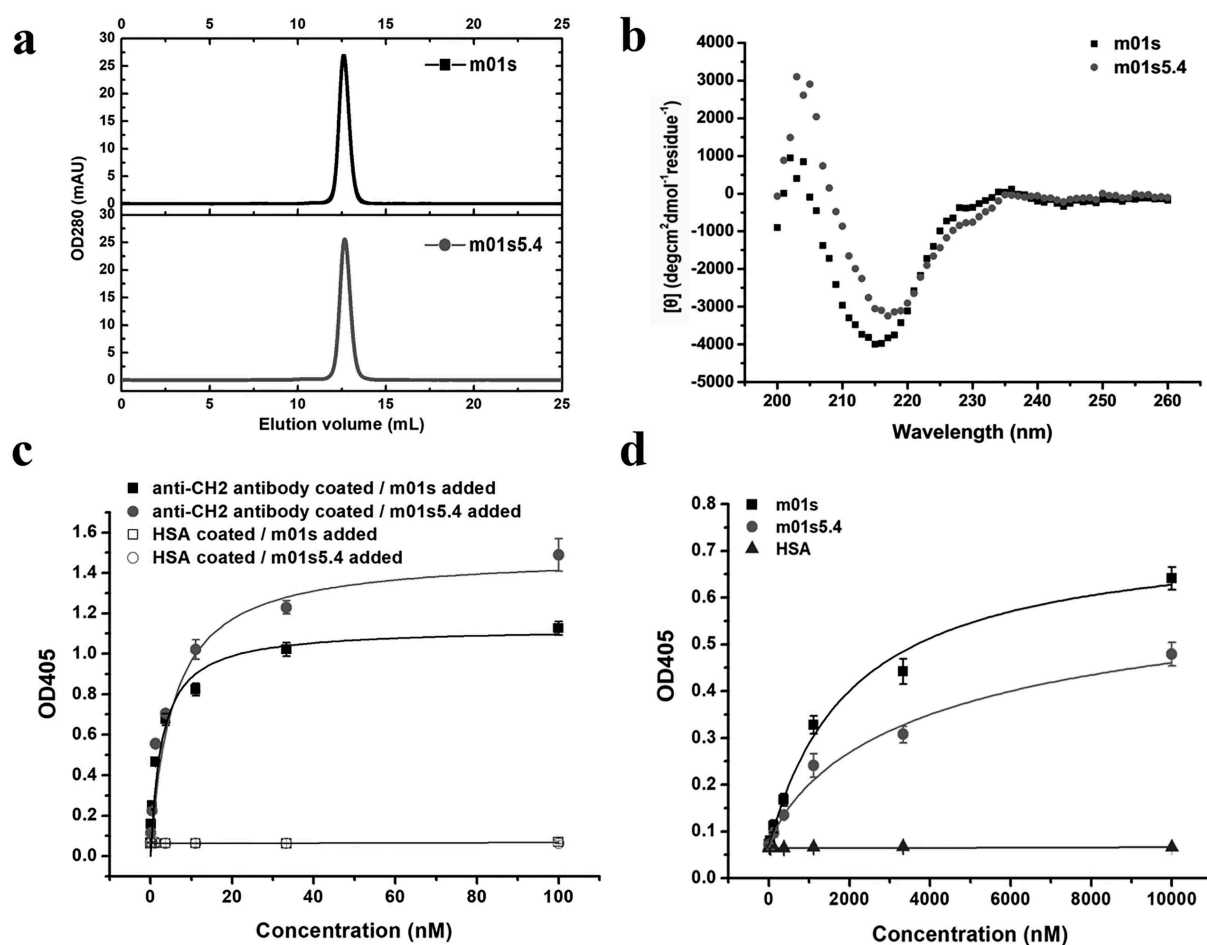 a
0 5 10 15 20 25
30
25
20
15
10
5
0
m01s
OD280 (mAU)
30
25
20
15
10
5
0
m01s5.4
0 5 10 15 20 25
Elution volume (mL)
b
m01s
m01s5.4
4000
3000
2000
1000
0
-1000
-2000
-3000
-4000
-5000
[θ] (degcm²dmol⁻¹residue⁻¹)
200 210 220 230 240 250 260
Wavelength (nm)
c
anti-CH2 antibody coated / m01s added
anti-CH2 antibody coated / m01s5.4 added
HSA coated / m01s added
HSA coated / m01s5.4 added
1.6
1.4
1.2
1.0
0.8
0.6
0.4
0.2
0.0
OD405
0 20 40 60 80 100
Concentration (nM)
d
m01s
m01s5.4
HSA
0.8
0.7
0.6
0.5
0.4
0.3
0.2
0.1
0.0
OD405
0 2000 4000 6000 8000 10000
Concentration (nM)